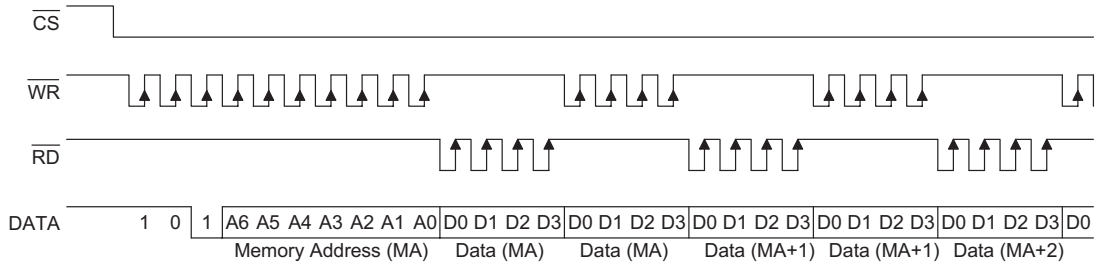 CS
WR
RD
DATA 1 0 1 A6 A5 A4 A3 A2 A1 A0 D0 D1 D2 D3 D0 D1 D2 D3 D0 D1 D2 D3 D0 D1 D2 D3 D0 D1 D2 D3 D0
Memory Address (MA) Data (MA) Data (MA) Data (MA+1) Data (MA+1) Data (MA+2)